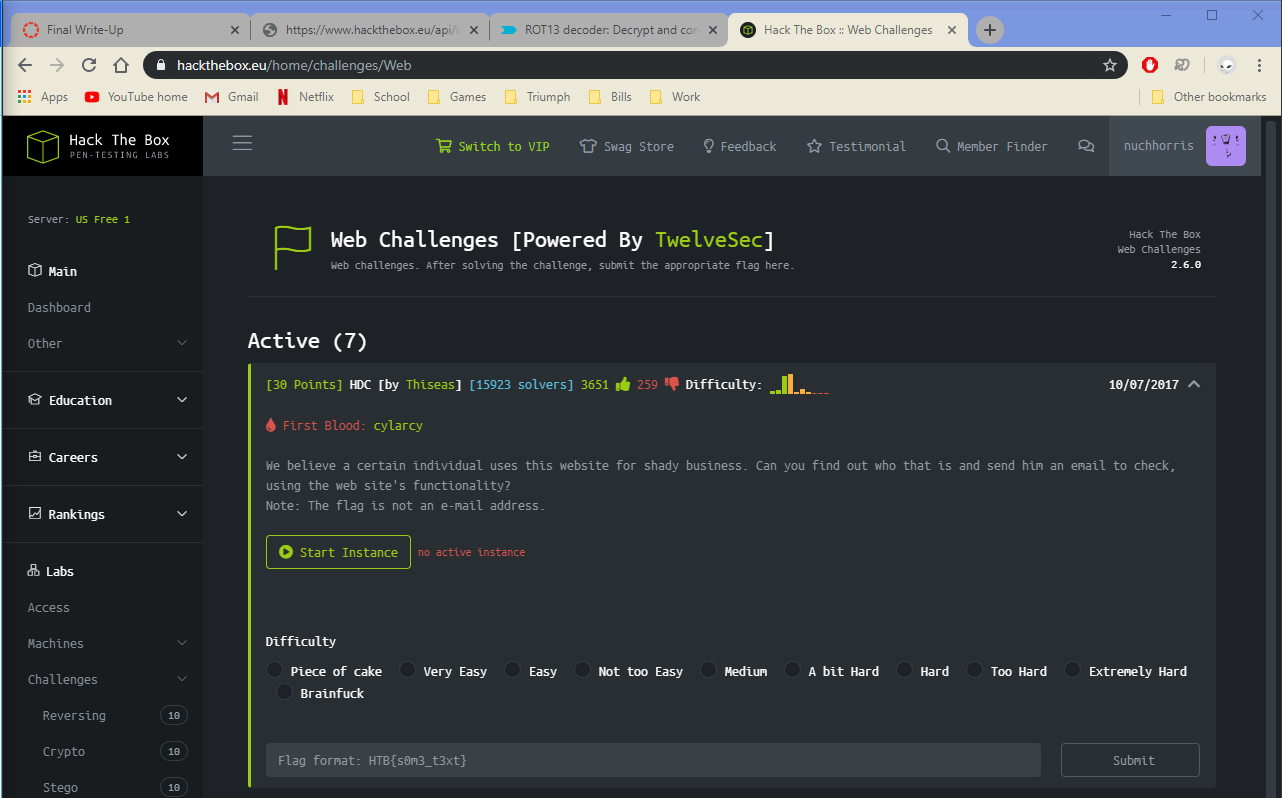 Final Write-Up https://www.hackthebox.eu/api/i ROT13 decoder: Decrypt and con Hack The Box :: Web Challenges
hackthebox.eu/home/challenges/Web
Apps YouTube home Gmail Netflix School Games Triumph Bills Work Other bookmarks
Hack The Box
PEN-TESTING LABS
Switch to VIP Swag Store Feedback Testimonial Member Finder nuchhorris
Server: US Free 1
Main
Dashboard
Other
Education
Careers
Rankings
Labs
Access
Machines
Challenges
Reversing 10
Crypto 10
Stego 10
Web Challenges [Powered By TwelveSec]
Web challenges. After solving the challenge, submit the appropriate flag here.
Hack The Box
Web Challenges
2.6.0
Active (7)
[30 Points] HDC [by Thiseas] [15923 solvers] 3651 259 Difficulty: 10/07/2017
First Blood: cylarcy
We believe a certain individual uses this website for shady business. Can you find out who that is and send him an email to check,
using the web site's functionality?
Note: The flag is not an e-mail address.
Start Instance no active instance
Difficulty
Piece of cake Very Easy Easy Not too Easy Medium A bit Hard Hard Too Hard Extremely Hard
Brainfuck
Flag format: HTB{s0m3_t3xt} Submit